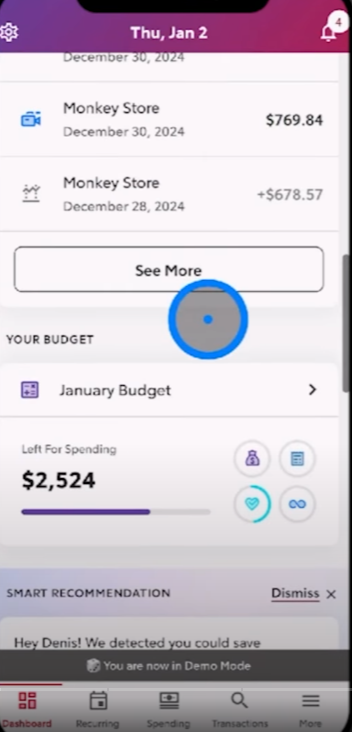 Thu, Jan 2
4
December 30, 2024
Monkey Store
$769.84
December 30, 2024
Monkey Store
+$678.57
December 28, 2024
See More
YOUR BUDGET
January Budget
Left For Spending
$2,524
SMART RECOMMENDATION
Dismiss ×
Hey Denis! We detected you could save
You are now in Demo Mode
Dashboard
Recurring
Spending
Transactions
More